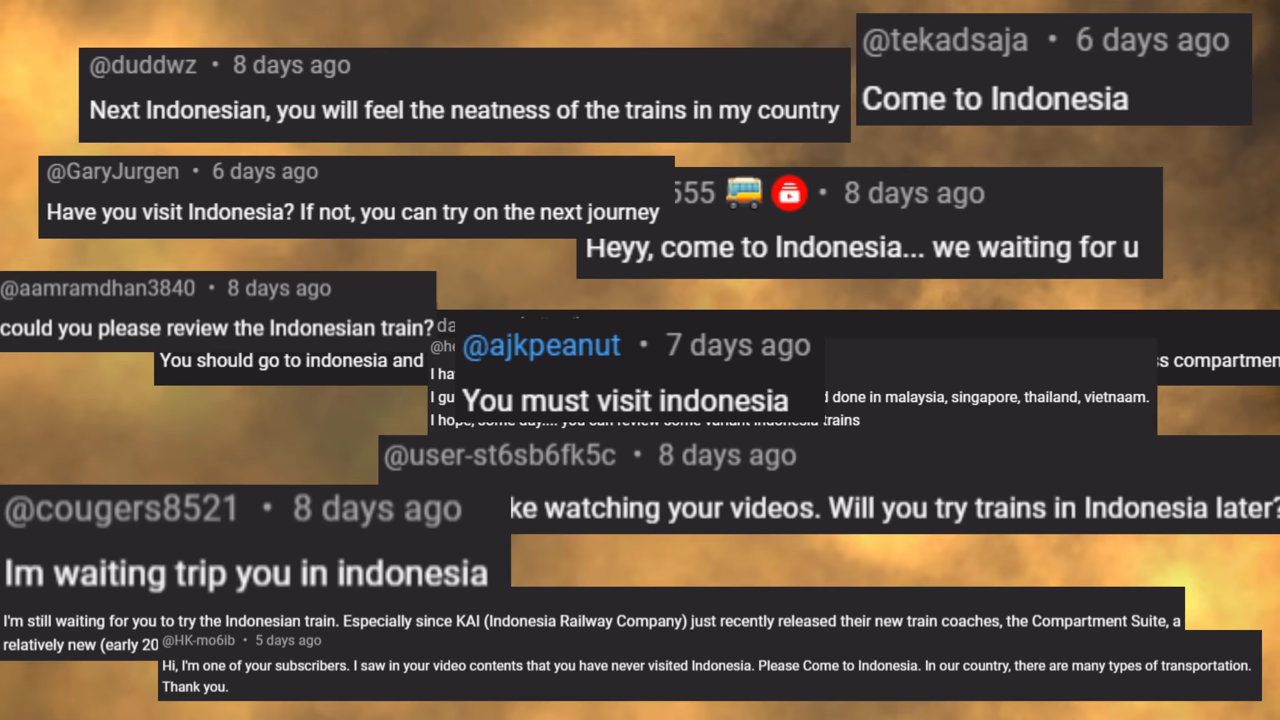 @tekadsaja • 6 days ago
Come to Indonesia
@duddwz • 8 days ago
Next Indonesian, you will feel the neatness of the trains in my country
@GaryJurgen • 6 days ago
Have you visit Indonesia? If not, you can try on the next journey
555 • 8 days ago
Heyy, come to Indonesia... we waiting for u
@aamramdhan3840 • 8 days ago
could you please review the Indonesian train?
You should go to indonesia and
@ajkpeanut • 7 days ago
You must visit indonesia
done in malaysia, singapore, thailand, vietnaam.
I hope, some day.... you can review some variant indonesia trains
@user-st6sb6fk5c • 8 days ago
watching your videos. Will you try trains in Indonesia later?
@cougers8521 • 8 days ago
Im waiting trip you in indonesia
I'm still waiting for you to try the Indonesian train. Especially since KAI (Indonesia Railway Company) just recently released their new train coaches, the Compartment Suite, a
relatively new (early 20
@HK-mo6ib • 5 days ago
Hi, I'm one of your subscribers. I saw in your video contents that you have never visited Indonesia. Please Come to Indonesia. In our country, there are many types of transportation.
Thank you.